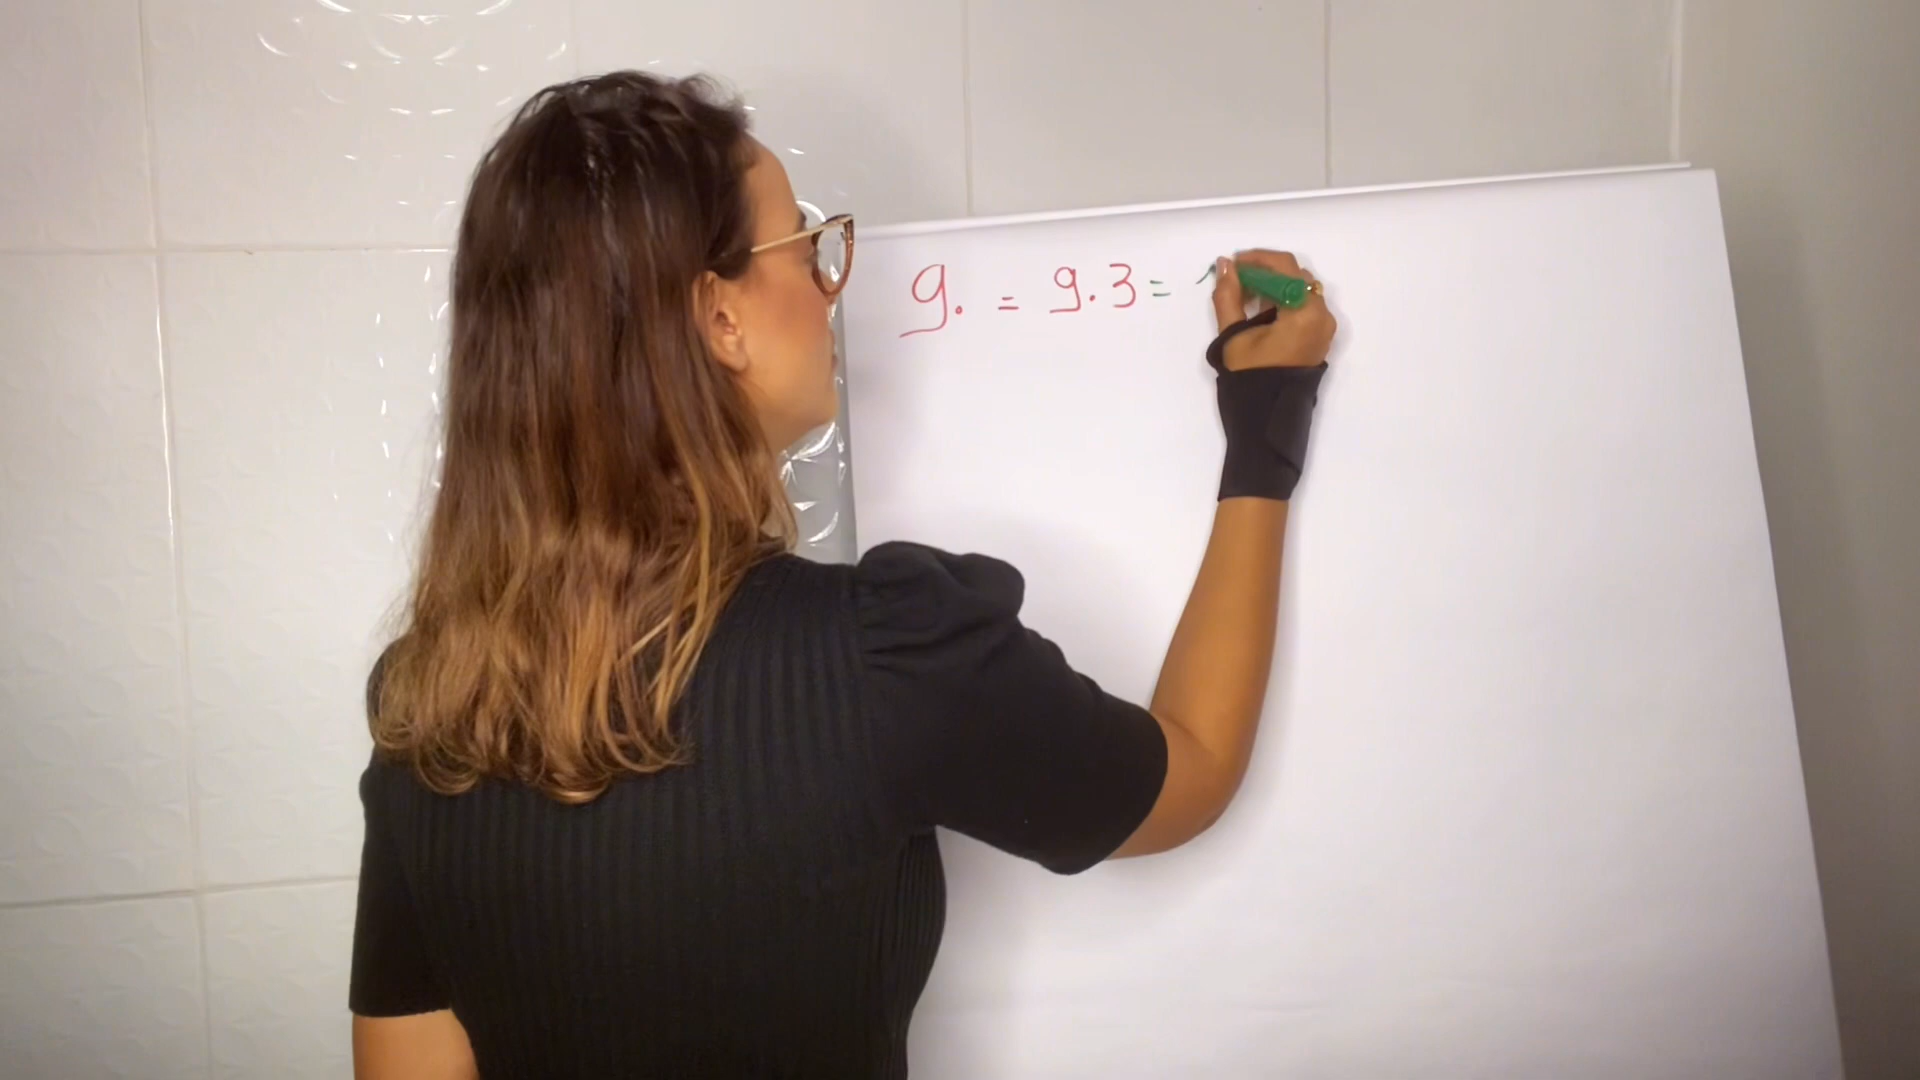 9. = 9.3 =